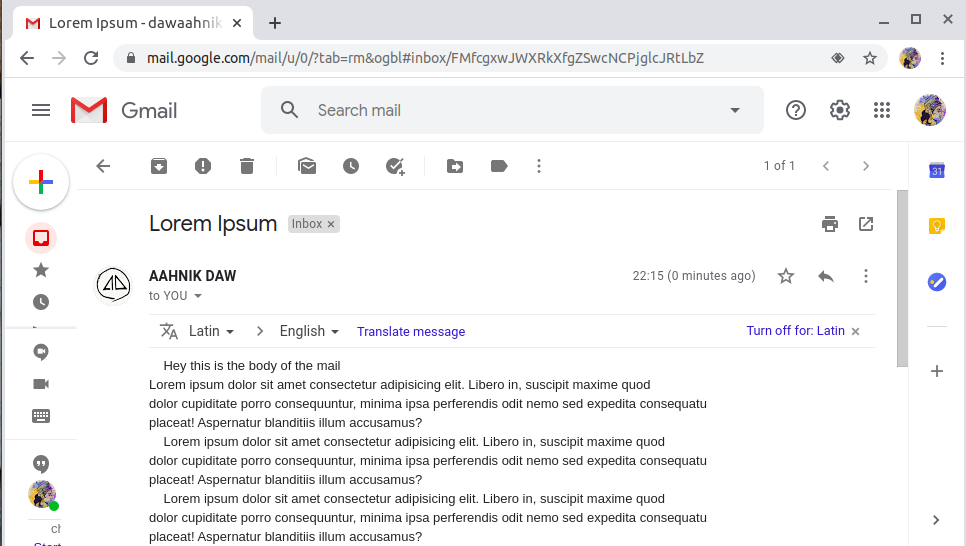 Lorem Ipsum - dawaahnik
mail.google.com/mail/u/0/?tab=rm&ogbl#inbox/FMfcgxwJWXRkXfgZSwcNCPjglcJRtLbZ
Gmail
Search mail
1 of 1
31
Lorem Ipsum
Inbox
AAHNIK DAW
22:15 (0 minutes ago)
to YOU
Latin
English
Translate message
Turn off for: Latin
Hey this is the body of the mail
Lorem ipsum dolor sit amet consectetur adipisicing elit. Libero in, suscipit maxime quod
dolor cupiditate porro consequuntur, minima ipsa perferendis odit nemo sed expedita consequatu
placeat! Aspernatur blanditiis illum accusamus?
Lorem ipsum dolor sit amet consectetur adipisicing elit. Libero in, suscipit maxime quod
dolor cupiditate porro consequuntur, minima ipsa perferendis odit nemo sed expedita consequatu
placeat! Aspernatur blanditiis illum accusamus?
Lorem ipsum dolor sit amet consectetur adipisicing elit. Libero in, suscipit maxime quod
dolor cupiditate porro consequuntur, minima ipsa perferendis odit nemo sed expedita consequatu
placeat! Aspernatur blanditiis illum accusamus?